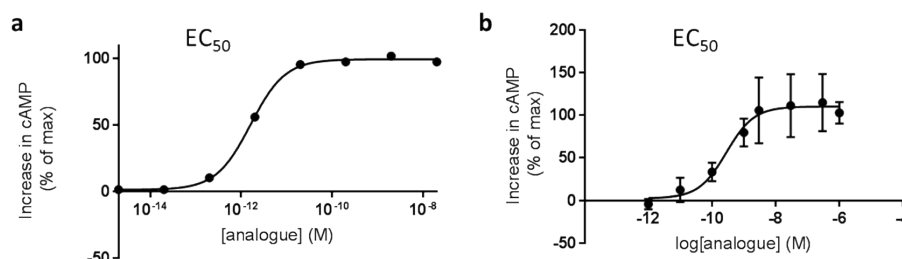 a
EC₅₀
Increase in cAMP
(% of max)
100
50
0
-50
10⁻¹⁴
10⁻¹²
10⁻¹⁰
10⁻⁸
[analogue] (M)
b
EC₅₀
Increase in cAMP
(% of max)
200
150
100
50
0
-50
-12
-10
-8
-6
log[analogue] (M)